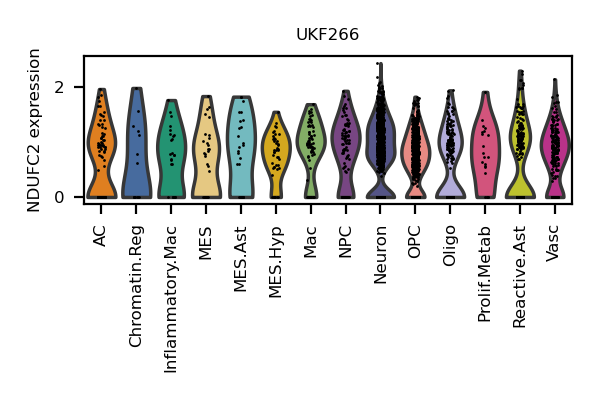 UKF266
NDUFC2 expression
2
0
AC
Chromatin.Reg
Inflammatory.Mac
MES
MES.Ast
MES.Hyp
Mac
NPC
Neuron
OPC
Oligo
Prolif.Metab
Reactive.Ast
Vasc